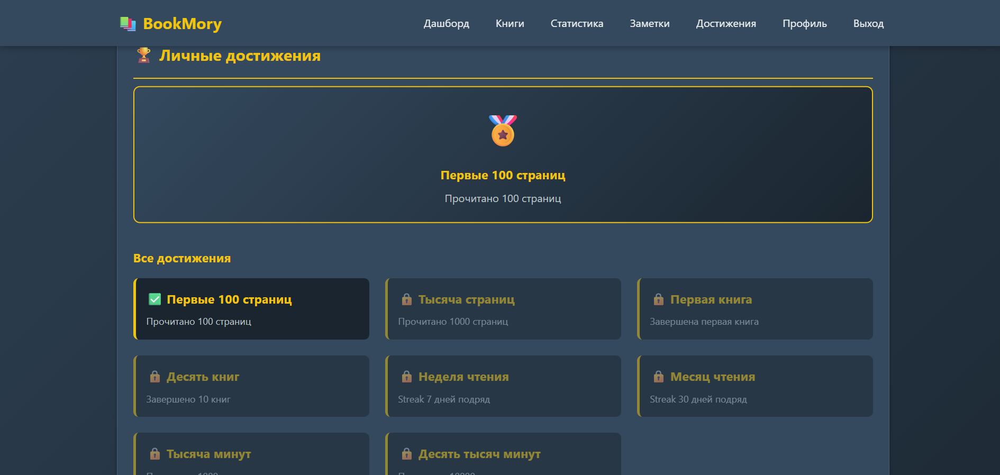 BookMory
Дашборд Книги Статистика Заметки Достижения Профиль Выход
Личные достижения
Первые 100 страниц
Прочитано 100 страниц
Все достижения
Первые 100 страниц
Прочитано 100 страниц
Тысяча страниц
Прочитано 1000 страниц
Первая книга
Завершена первая книга
Десять книг
Завершено 10 книг
Неделя чтения
Streak 7 дней подряд
Месяц чтения
Streak 30 дней подряд
Тысяча минут
Десять тысяч минут